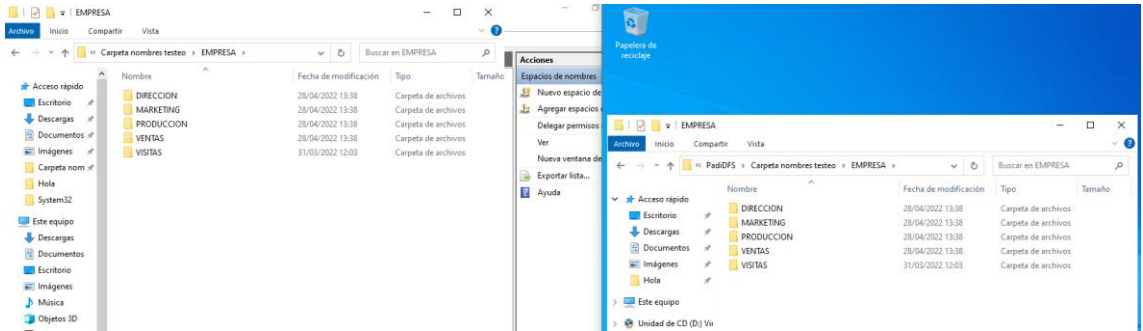 EMPRESA
Archivo Inicio Compartir Vista
« Carpeta nombres testeo › EMPRESA › Buscar en EMPRESA
Nombre Fecha de modificación Tipo Tamaño
Acceso rápido
Escritorio
Descargas
Documentos
Imágenes
Carpeta nom
Hola
System32
Este equipo
Descargas
Documentos
Escritorio
Imágenes
Música
Objetos 3D
DIRECCION 28/04/2022 13:38 Carpeta de archivos
MARKETING 28/04/2022 13:38 Carpeta de archivos
PRODUCCION 28/04/2022 13:38 Carpeta de archivos
VENTAS 28/04/2022 13:38 Carpeta de archivos
VISITAS 31/03/2022 12:03 Carpeta de archivos
Acciones
Espacios de nombres
Nuevo espacio de
Agregar espacios
Delegar permisos
Ver
Nueva ventana de
Exportar lista...
Ayuda
Papelera de
reciclaje
EMPRESA
Archivo Inicio Compartir Vista
« PadiDFS › Carpeta nombres testeo › EMPRESA › Buscar en EMPRESA
Nombre Fecha de modificación Tipo Tamaño
Acceso rápido
Escritorio
Descargas
Documentos
Imágenes
Hola
Este equipo
Unidad de CD (D:) Vir
DIRECCION 28/04/2022 13:38 Carpeta de archivos
MARKETING 28/04/2022 13:38 Carpeta de archivos
PRODUCCION 28/04/2022 13:38 Carpeta de archivos
VENTAS 28/04/2022 13:38 Carpeta de archivos
VISITAS 31/03/2022 12:03 Carpeta de archivos